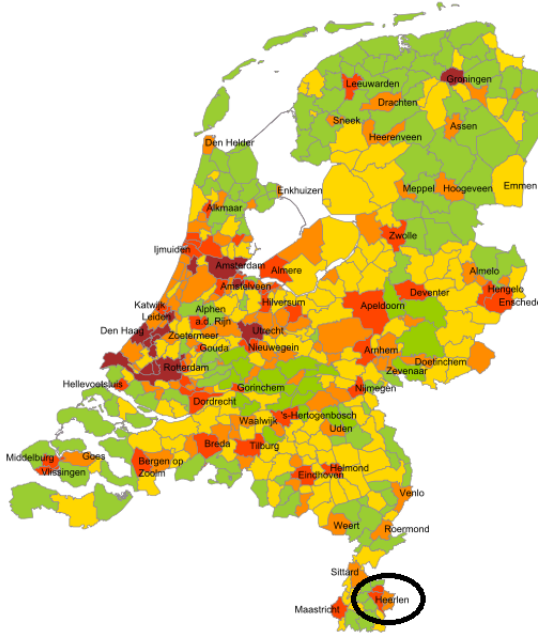 Groningen
Leeuwarden
Drachten
Sneek
Assen
Heerenveen
Den Helder
Enkhuizen
Meppel
Hoogeveen
Emmen
Alkmaar
Zwolle
Ijmuiden
Amsterdam
Almere
Almelo
Amstelveen
Hengelo
Deventer
Enschede
Katwijk
Hilversum
Apeldoorn
Leiden
Alphen
a.d. Rijn
Den Haag
Utrecht
Zoetermeer
Gouda
Nieuwegein
Arnhem
Doetinchem
Rotterdam
Zevenaar
Hellevoetsluis
Gorinchem
Nijmegen
Dordrecht
's-Hertogenbosch
Waalwijk
Uden
Breda
Tilburg
Middelburg
Goes
Bergen op
Zoom
Helmond
Vlissingen
Eindhoven
Venlo
Weert
Roermond
Sittard
Heerlen
Maastricht